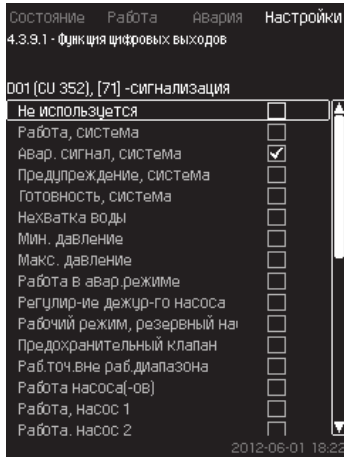 Состояние Работа Авария Настройки
4.3.9.1 - Функция цифровых выходов
DO1 (CU 352), [71] -сигнализация
Не используется
Работа, система
Авар. сигнал, система
Предупреждение, система
Готовность, система
Нехватка воды
Мин. давление
Макс. давление
Работа в авар.режиме
Регулир-ие дежур-го насоса
Рабочий режим, резервный на
Предохранительный клапан
Раб.точ.вне раб.диапазона
Работа насоса(-ов)
Работа, насос 1
Работа. насос 2
2012-06-01 18:22